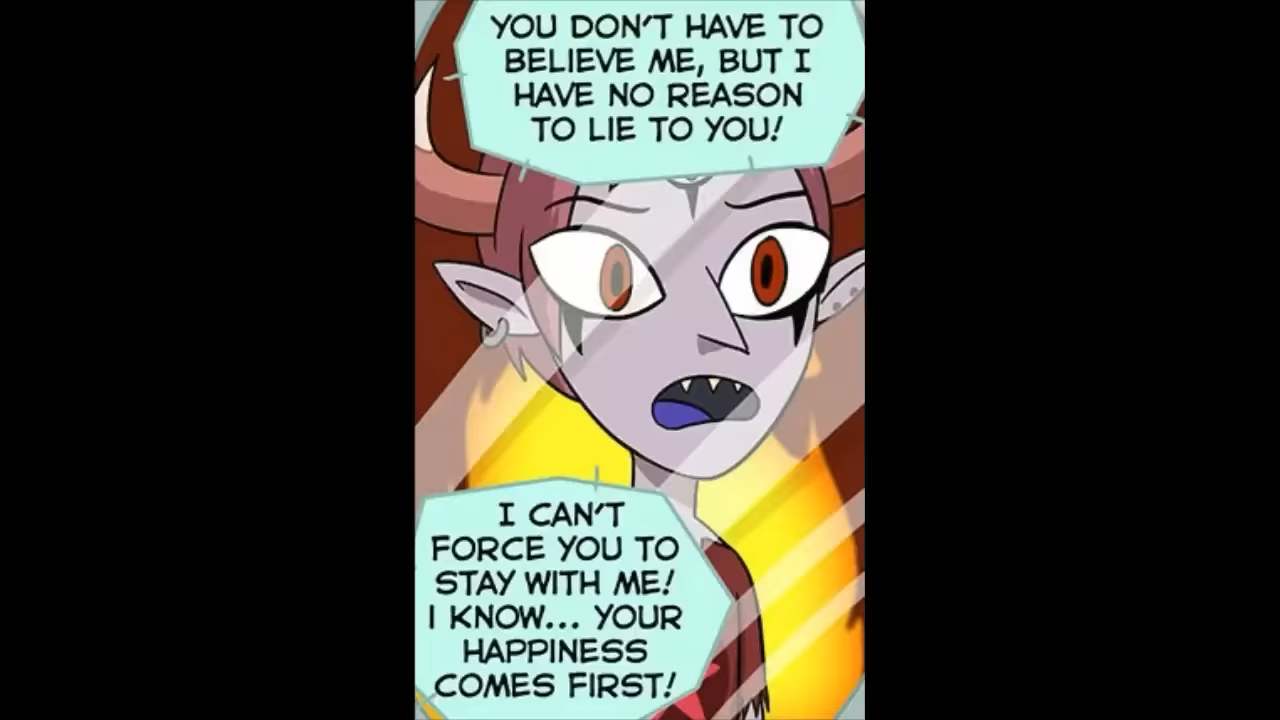 YOU DON'T HAVE TO
BELIEVE ME, BUT I
HAVE NO REASON
TO LIE TO YOU!
I CAN'T
FORCE YOU TO
STAY WITH ME!
I KNOW... YOUR
HAPPINESS
COMES FIRST!